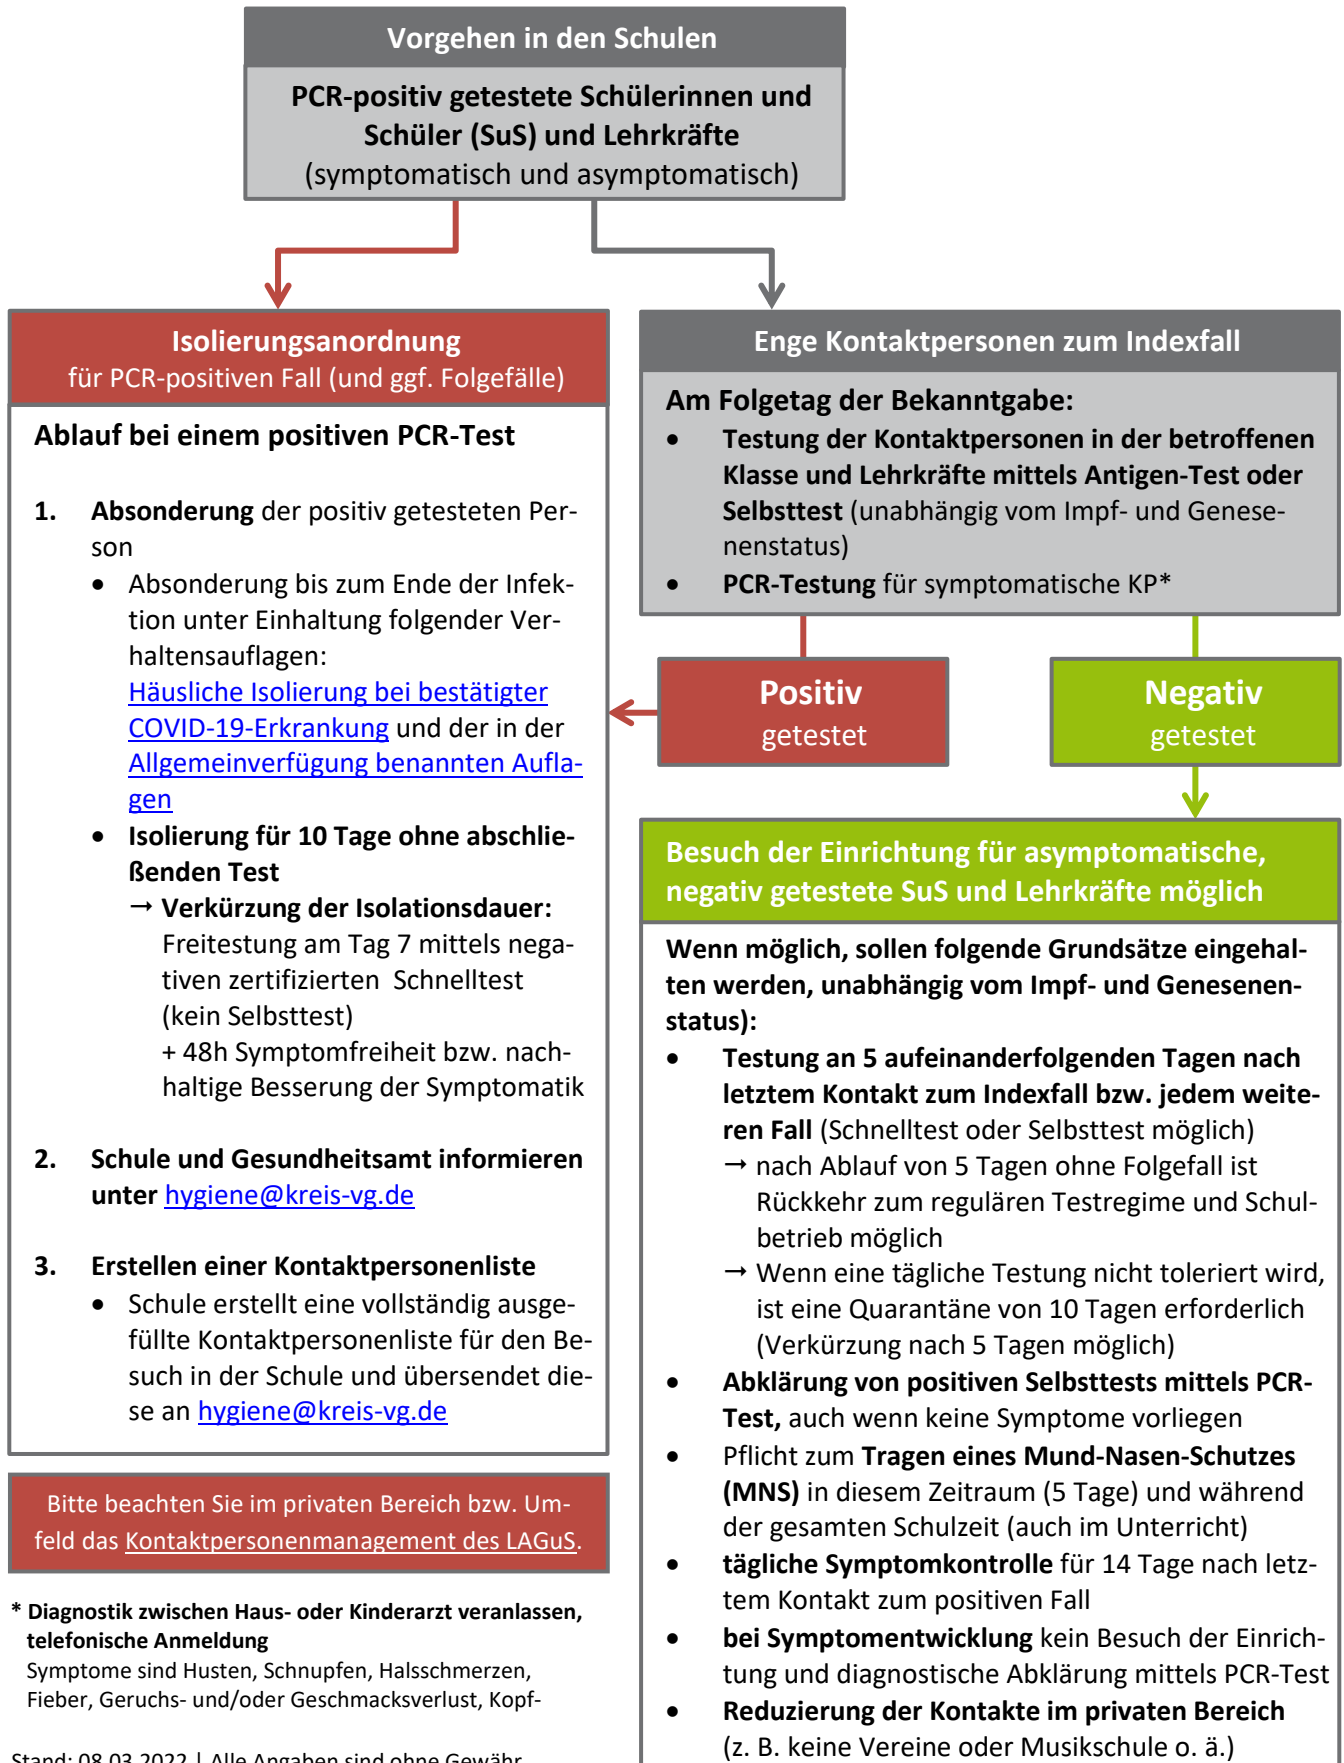 Vorgehen in den Schulen
PCR-positiv getestete Schülerinnen und
Schüler (SuS) und Lehrkräfte
(symptomatisch und asymptomatisch)
Isolierungsanordnung
für PCR-positiven Fall (und ggf. Folgefälle)
Ablauf bei einem positiven PCR-Test
1. Absonderung der positiv getesteten Per-
son
• Absonderung bis zum Ende der Infek-
tion unter Einhaltung folgender Ver-
haltensauflagen:
Häusliche Isolierung bei bestätigter
COVID-19-Erkrankung und der in der
Allgemeinverfügung benannten Aufla-
gen
• Isolierung für 10 Tage ohne abschlie-
ßenden Test
→ Verkürzung der Isolationsdauer:
Freitestung am Tag 7 mittels nega-
tiven zertifizierten Schnelltest
(kein Selbsttest)
+ 48h Symptomfreiheit bzw. nach-
haltige Besserung der Symptomatik
2. Schule und Gesundheitsamt informieren
unter hygiene@kreis-vg.de
3. Erstellen einer Kontaktpersonenliste
• Schule erstellt eine vollständig ausge-
füllte Kontaktpersonenliste für den Be-
such in der Schule und übersendet die-
se an hygiene@kreis-vg.de
Bitte beachten Sie im privaten Bereich bzw. Um-
feld das Kontaktpersonenmanagement des LAGuS.
* Diagnostik zwischen Haus- oder Kinderarzt veranlassen,
telefonische Anmeldung
Symptome sind Husten, Schnupfen, Halsschmerzen,
Fieber, Geruchs- und/oder Geschmacksverlust, Kopf-
Stand: 08.03.2022 | Alle Angaben sind ohne Gewähr
Enge Kontaktpersonen zum Indexfall
Am Folgetag der Bekanntgabe:
• Testung der Kontaktpersonen in der betroffenen
Klasse und Lehrkräfte mittels Antigen-Test oder
Selbsttest (unabhängig vom Impf- und Genese-
nenstatus)
• PCR-Testung für symptomatische KP*
Positiv
getestet
Negativ
getestet
Besuch der Einrichtung für asymptomatische,
negativ getestete SuS und Lehrkräfte möglich
Wenn möglich, sollen folgende Grundsätze eingehal-
ten werden, unabhängig vom Impf- und Genesenen-
status):
• Testung an 5 aufeinanderfolgenden Tagen nach
letztem Kontakt zum Indexfall bzw. jedem weite-
ren Fall (Schnelltest oder Selbsttest möglich)
→ nach Ablauf von 5 Tagen ohne Folgefall ist
Rückkehr zum regulären Testregime und Schul-
betrieb möglich
→ Wenn eine tägliche Testung nicht toleriert wird,
ist eine Quarantäne von 10 Tagen erforderlich
(Verkürzung nach 5 Tagen möglich)
• Abklärung von positiven Selbsttests mittels PCR-
Test, auch wenn keine Symptome vorliegen
• Pflicht zum Tragen eines Mund-Nasen-Schutzes
(MNS) in diesem Zeitraum (5 Tage) und während
der gesamten Schulzeit (auch im Unterricht)
• tägliche Symptomkontrolle für 14 Tage nach letz-
tem Kontakt zum positiven Fall
• bei Symptomentwicklung kein Besuch der Einrich-
tung und diagnostische Abklärung mittels PCR-Test
• Reduzierung der Kontakte im privaten Bereich
(z. B. keine Vereine oder Musikschule o. ä.)